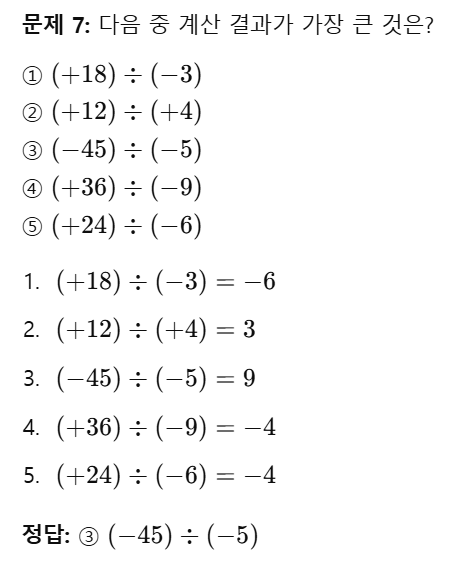 문제 7: 다음 중 계산 결과가 가장 큰 것은?
① (+18) ÷ (−3)
② (+12) ÷ (+4)
③ (−45) ÷ (−5)
④ (+36) ÷ (−9)
⑤ (+24) ÷ (−6)
1. (+18) ÷ (−3) = −6
2. (+12) ÷ (+4) = 3
3. (−45) ÷ (−5) = 9
4. (+36) ÷ (−9) = −4
5. (+24) ÷ (−6) = −4
정답: ③ (−45) ÷ (−5)